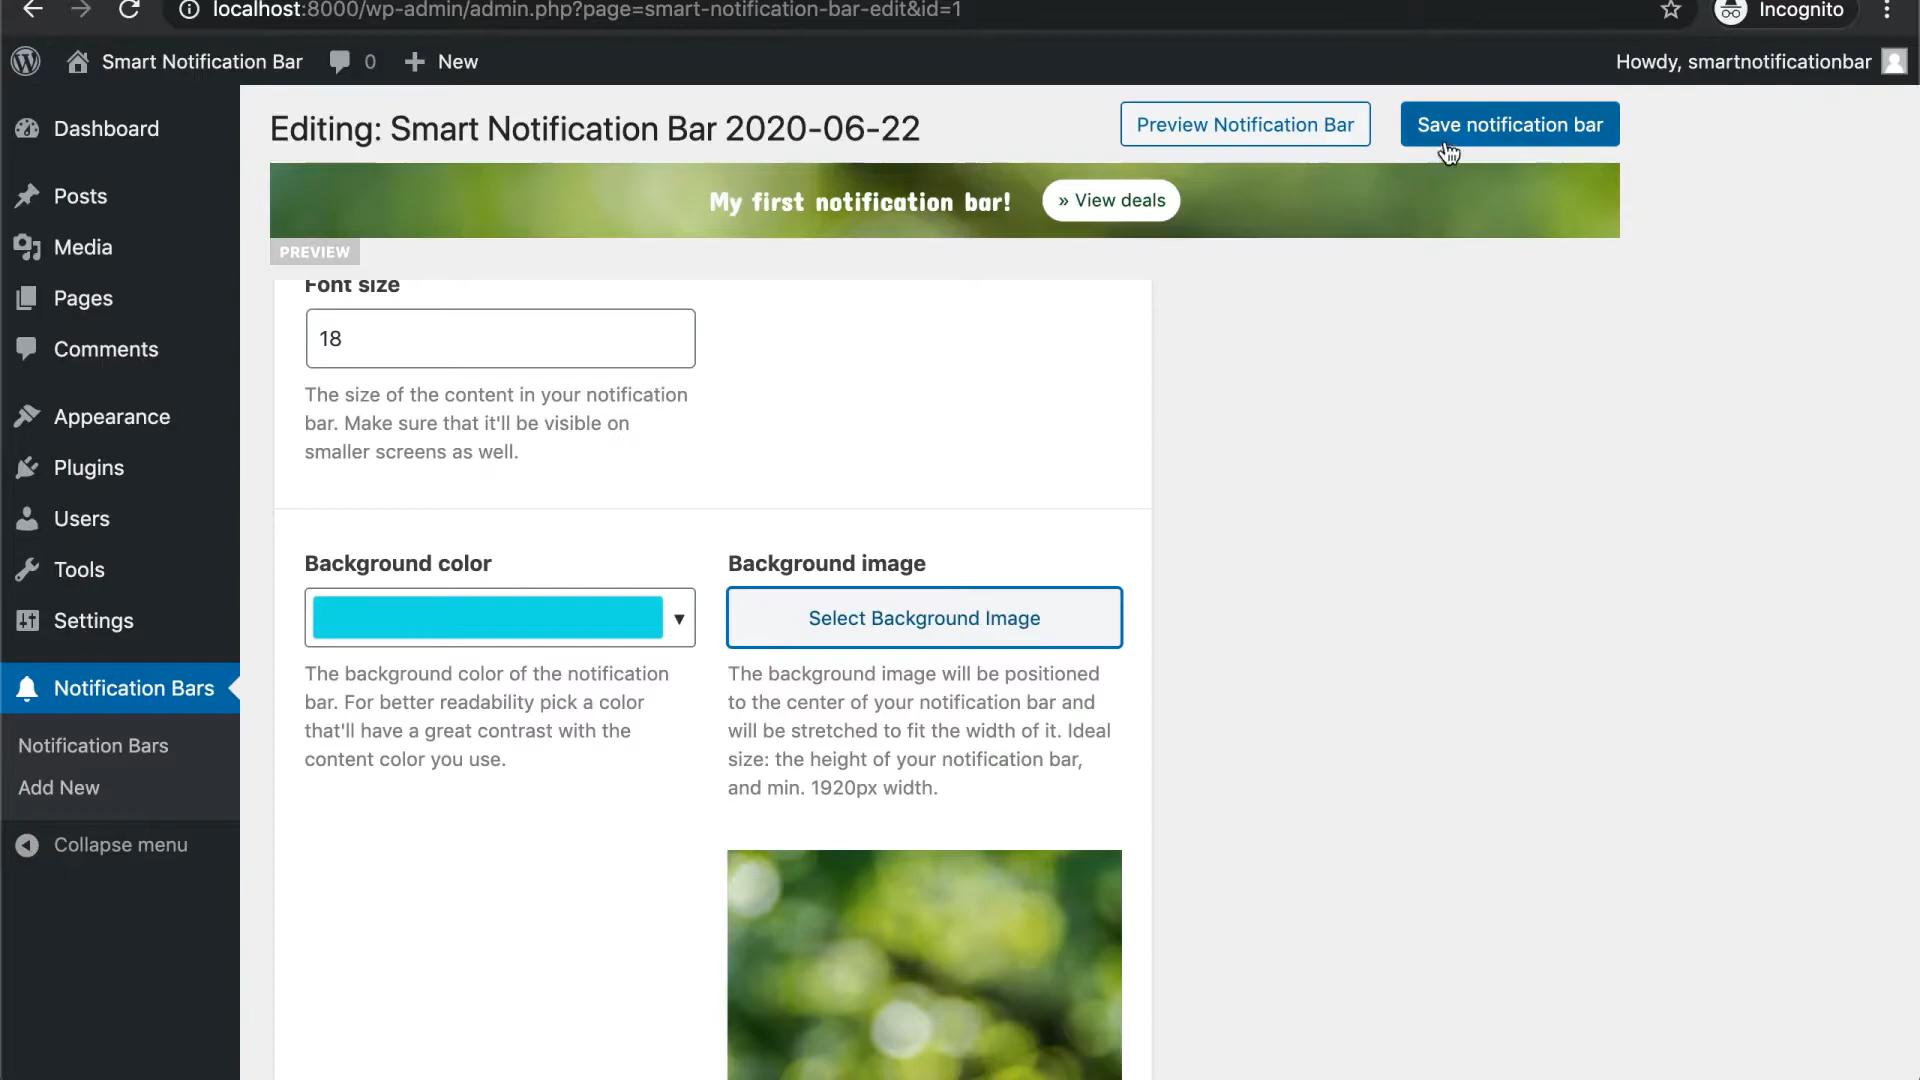 localhost:8000/wp-admin/admin.php?page=smart-notification-bar-edit&id=1
Incognito
Smart Notification Bar
0
New
Howdy, smartnotificationbar
Dashboard
Posts
Media
Pages
Comments
Appearance
Plugins
Users
Tools
Settings
Notification Bars
Notification Bars
Add New
Collapse menu
Editing: Smart Notification Bar 2020-06-22
Preview Notification Bar
Save notification bar
My first notification bar!
» View deals
PREVIEW
Font size
18
The size of the content in your notification
bar. Make sure that it'll be visible on
smaller screens as well.
Background color
The background color of the notification
bar. For better readability pick a color
that'll have a great contrast with the
content color you use.
Background image
Select Background Image
The background image will be positioned
to the center of your notification bar and
will be stretched to fit the width of it. Ideal
size: the height of your notification bar,
and min. 1920px width.